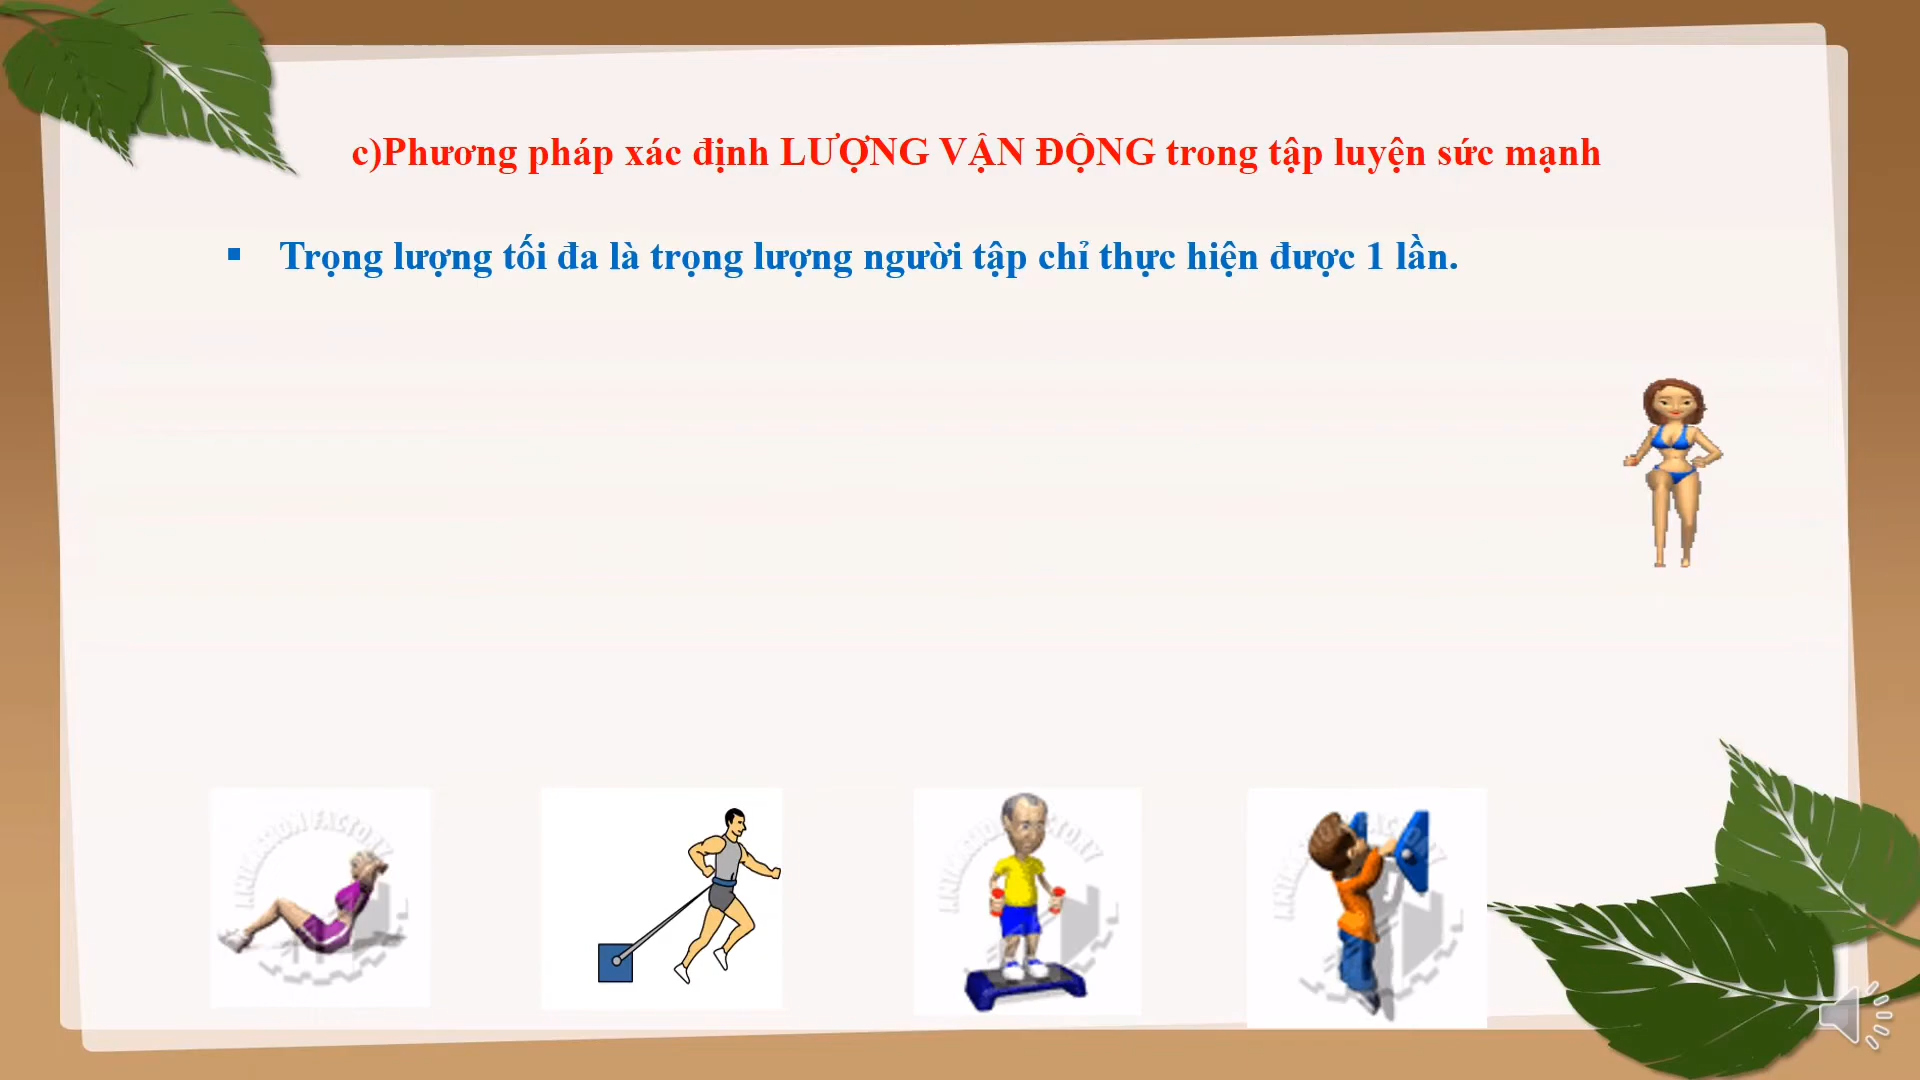 c)Phương pháp xác định LƯỢNG VẬN ĐỘNG trong tập luyện sức mạnh
▪ Trọng lượng tối đa là trọng lượng người tập chỉ thực hiện được 1 lần.